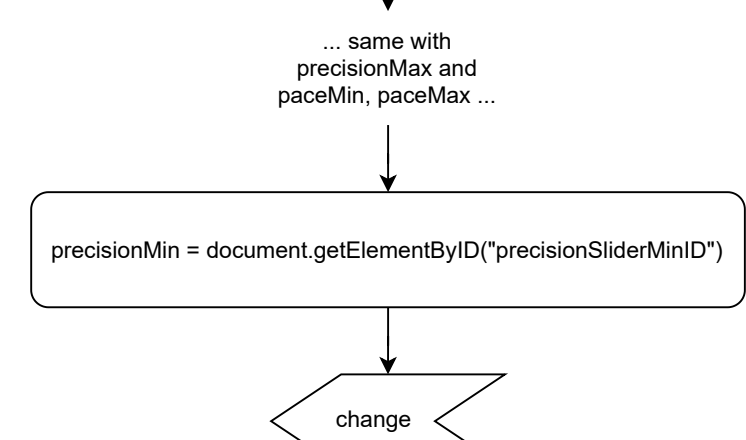 ... same with
precisionMax and
paceMin, paceMax ...
precisionMin = document.getElementByID("precisionSliderMinID")
change